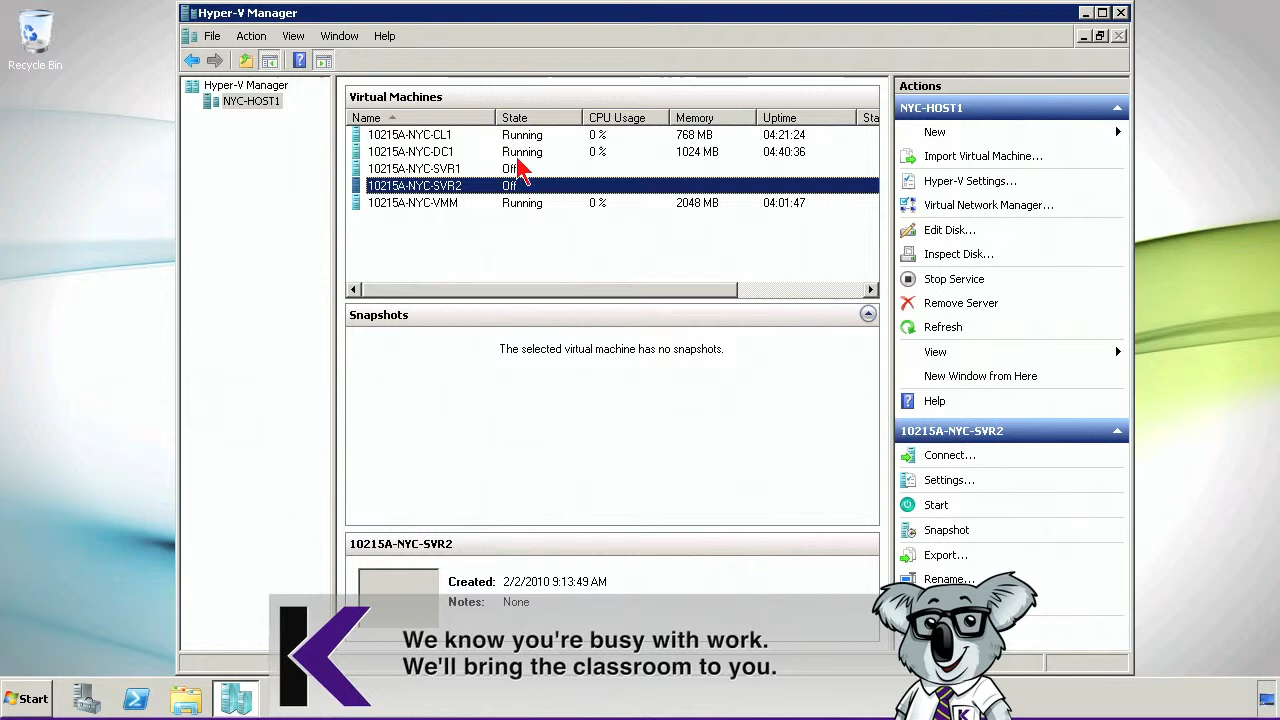 Recycle Bin
Hyper-V Manager
File Action View Window Help
Hyper-V Manager
NYC-HOST1
Virtual Machines
Name State CPU Usage Memory Uptime Sta
10215A-NYC-CL1 Running 0 % 768 MB 04:21:24
10215A-NYC-DC1 Running 0 % 1024 MB 04:40:36
10215A-NYC-SVR1 Off
10215A-NYC-SVR2 Off
10215A-NYC-VMM Running 0 % 2048 MB 04:01:47
Snapshots
The selected virtual machine has no snapshots.
10215A-NYC-SVR2
Created: 2/2/2010 9:13:49 AM
Notes: None
Actions
NYC-HOST1
New
Import Virtual Machine...
Hyper-V Settings...
Virtual Network Manager...
Edit Disk...
Inspect Disk...
Stop Service
Remove Server
Refresh
View
New Window from Here
Help
10215A-NYC-SVR2
Connect...
Settings...
Start
Snapshot
Export...
Rename...
K
We know you're busy with work.
We'll bring the classroom to you.
K
Start